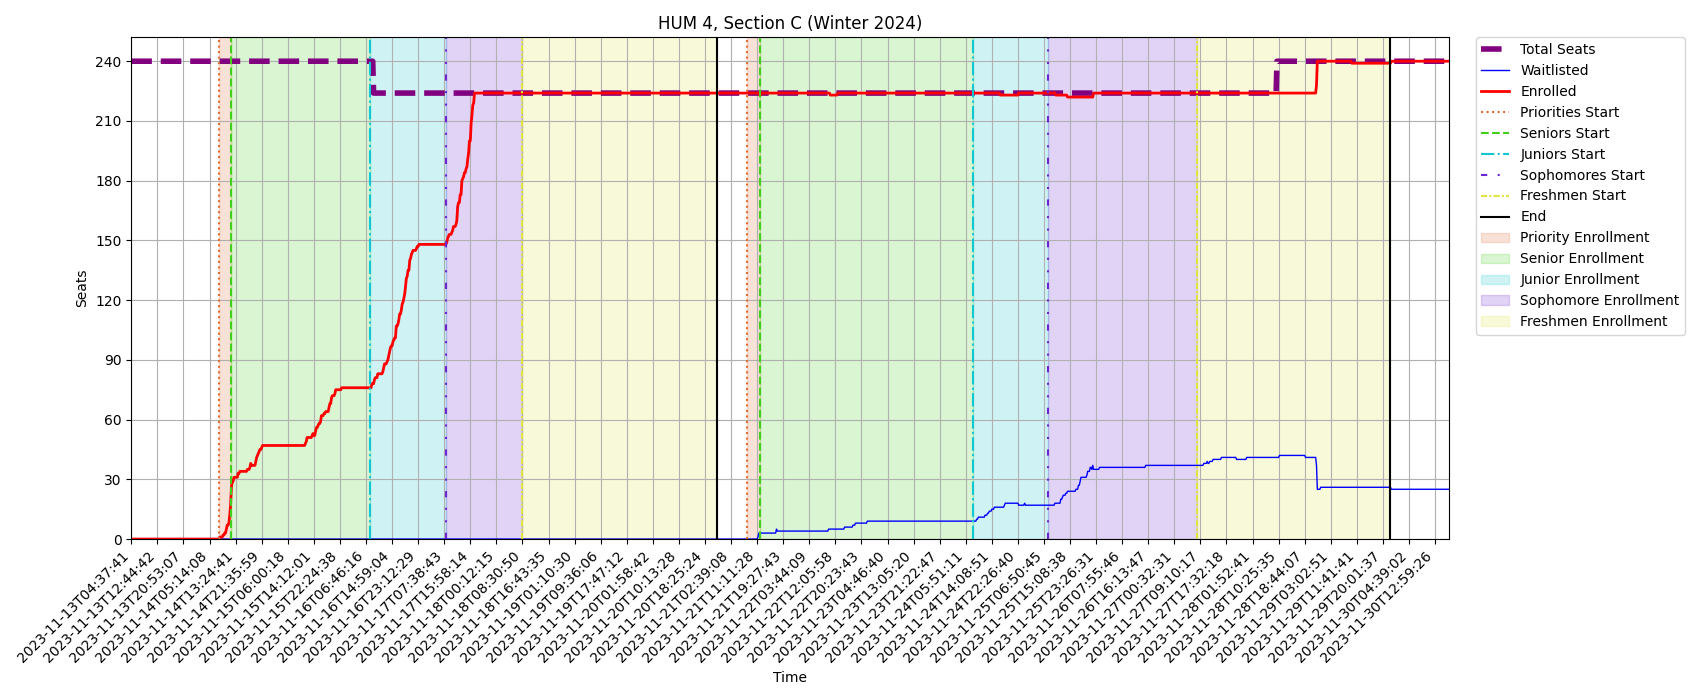 HUM 4, Section C (Winter 2024)
Seats
240
210
180
150
120
90
60
30
0
2023-11-13T04:37:41
2023-11-13T12:44:42
2023-11-13T20:53:07
2023-11-14T05:14:08
2023-11-14T13:24:41
2023-11-14T21:35:59
2023-11-15T06:00:18
2023-11-15T14:12:01
2023-11-15T22:24:38
2023-11-16T06:46:16
2023-11-16T14:59:04
2023-11-16T23:12:29
2023-11-17T07:38:43
2023-11-17T15:58:14
2023-11-18T00:12:15
2023-11-18T08:30:50
2023-11-18T16:43:35
2023-11-19T01:10:30
2023-11-19T09:36:06
2023-11-19T17:47:12
2023-11-20T01:58:42
2023-11-20T10:13:28
2023-11-20T18:25:24
2023-11-21T02:39:08
2023-11-21T11:11:28
2023-11-21T19:27:43
2023-11-22T03:44:09
2023-11-22T12:05:58
2023-11-22T20:23:43
2023-11-23T04:46:40
2023-11-23T13:05:20
2023-11-23T21:22:47
2023-11-24T05:51:11
2023-11-24T14:08:51
2023-11-24T22:26:40
2023-11-25T06:50:45
2023-11-25T15:08:38
2023-11-25T23:26:31
2023-11-26T07:55:46
2023-11-26T16:13:47
2023-11-27T00:32:31
2023-11-27T09:10:17
2023-11-27T17:32:18
2023-11-28T01:52:41
2023-11-28T10:25:35
2023-11-28T18:44:07
2023-11-29T03:02:51
2023-11-29T11:41:41
2023-11-29T20:01:37
2023-11-30T04:39:02
2023-11-30T12:59:26
Time
Total Seats
Waitlisted
Enrolled
Priorities Start
Seniors Start
Juniors Start
Sophomores Start
Freshmen Start
End
Priority Enrollment
Senior Enrollment
Junior Enrollment
Sophomore Enrollment
Freshmen Enrollment